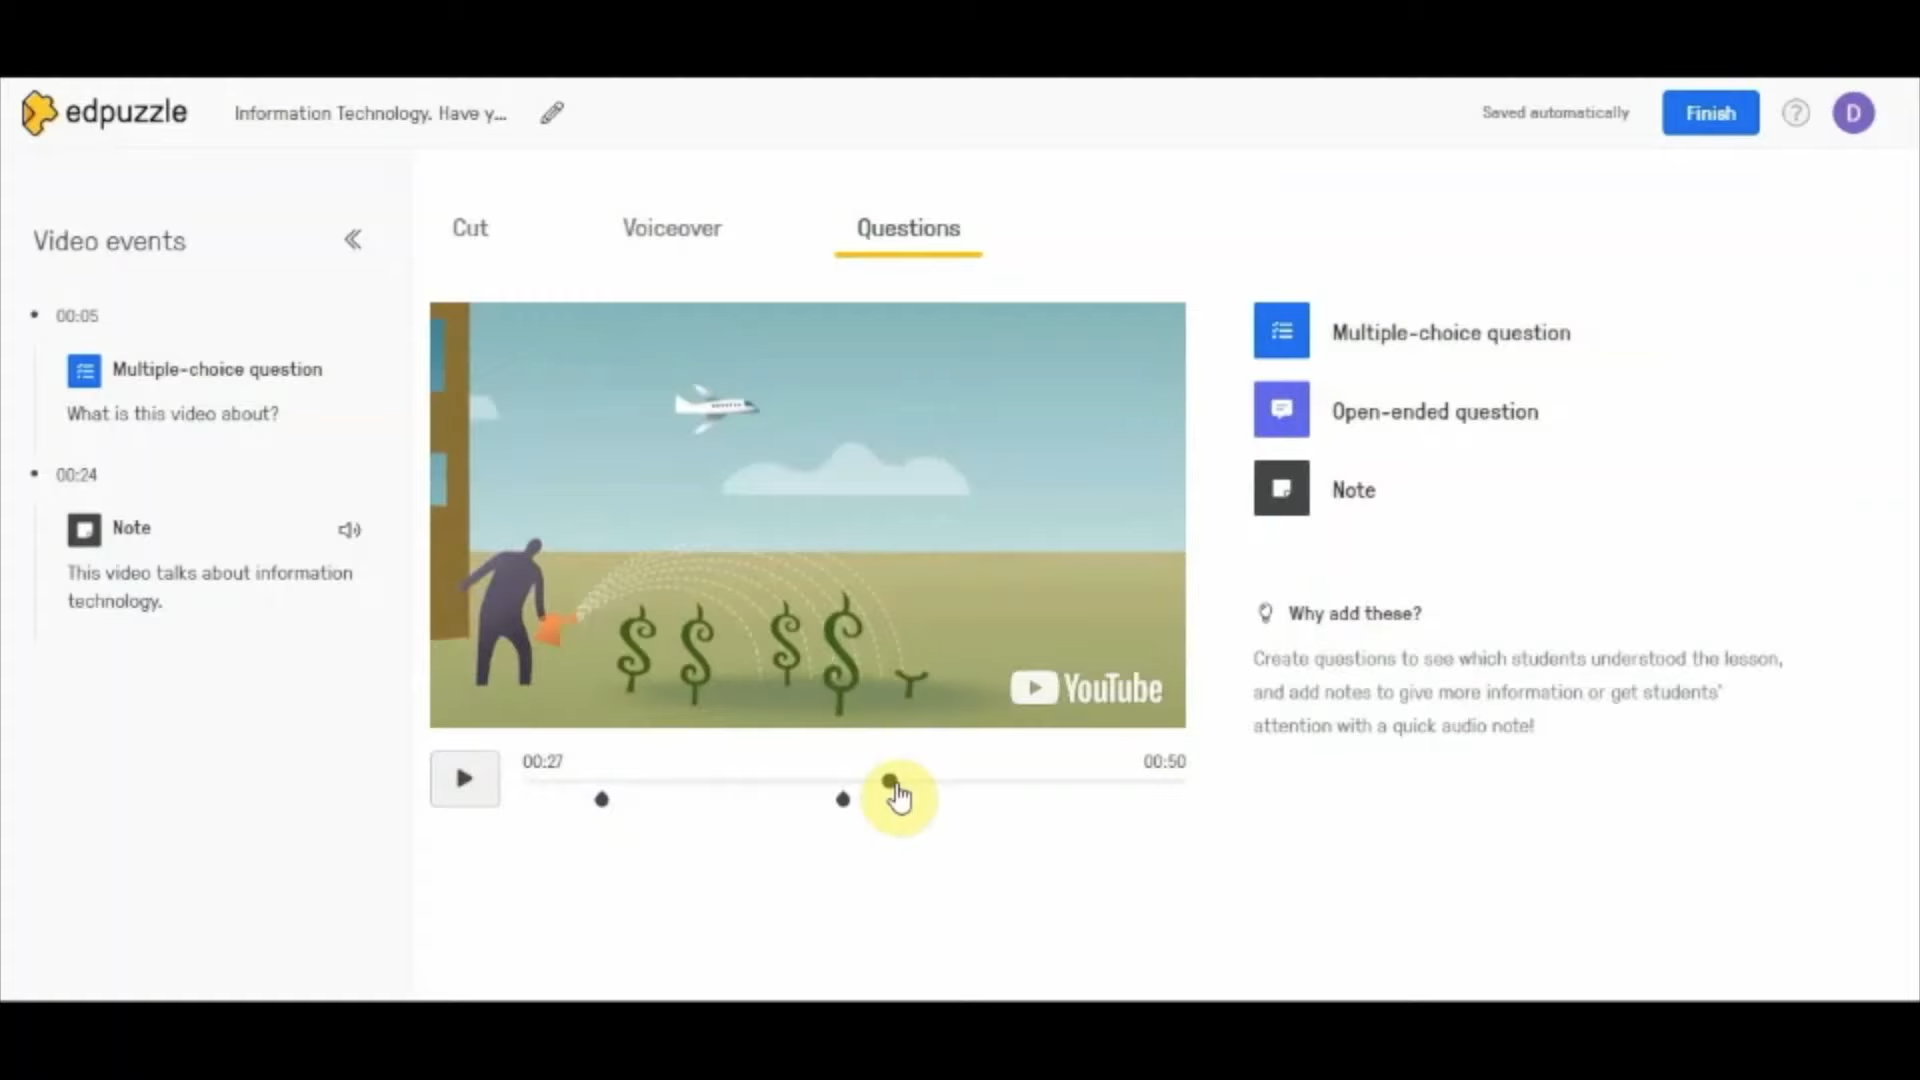 edpuzzle
Information Technology. Have y...
Saved automatically
Finish
?
D
Video events
00:05
Multiple-choice question
What is this video about?
00:24
Note
This video talks about information
technology.
Cut
Voiceover
Questions
$ $ $ $
YouTube
00:27
00:50
Multiple-choice question
Open-ended question
Note
Why add these?
Create questions to see which students understood the lesson,
and add notes to give more information or get students'
attention with a quick audio note!